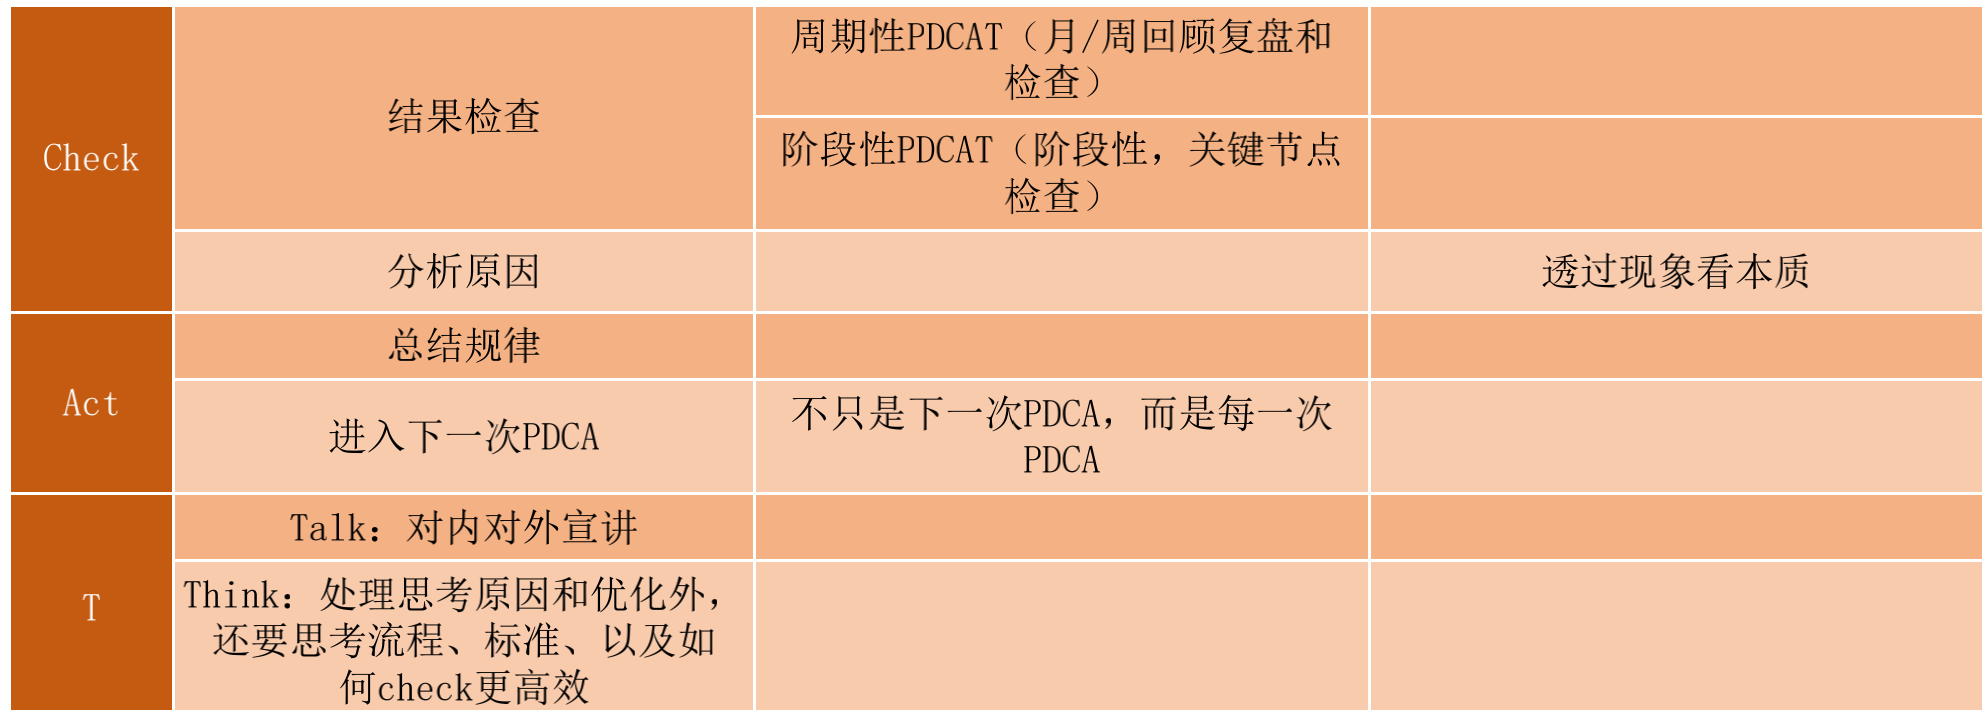 Check
结果检查
周期性PDCAT（月/周回顾复盘和
检查）
阶段性PDCAT（阶段性，关键节点
检查）
分析原因
透过现象看本质
Act
总结规律
进入下一次PDCA
不只是下一次PDCA，而是每一次
PDCA
T
Talk：对内对外宣讲
Think：处理思考原因和优化外，
还要思考流程、标准、以及如
何check更高效